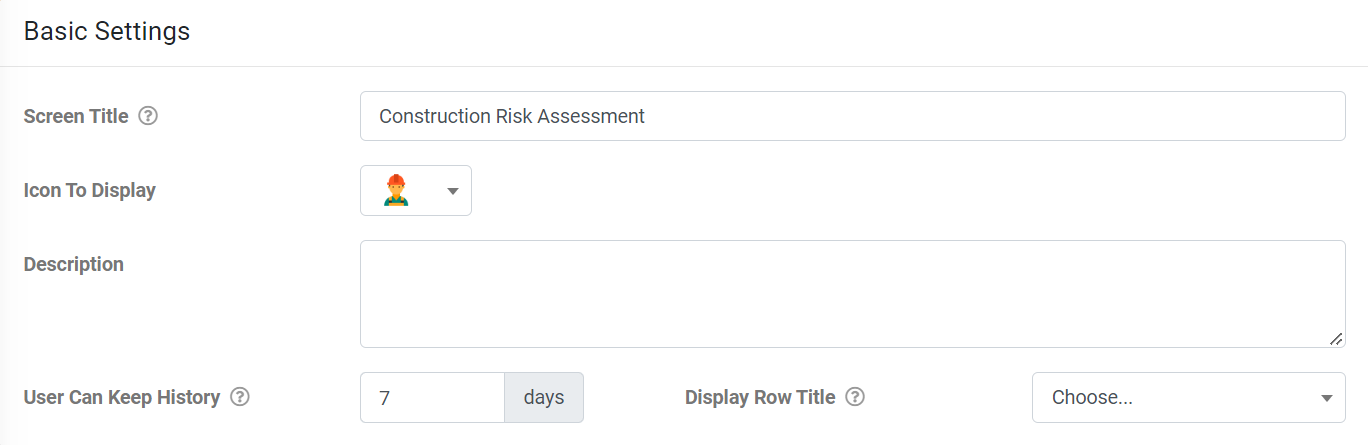 Basic Settings
Screen Title ? Construction Risk Assessment
Icon To Display
Description
User Can Keep History ? 7 days Display Row Title ? Choose...